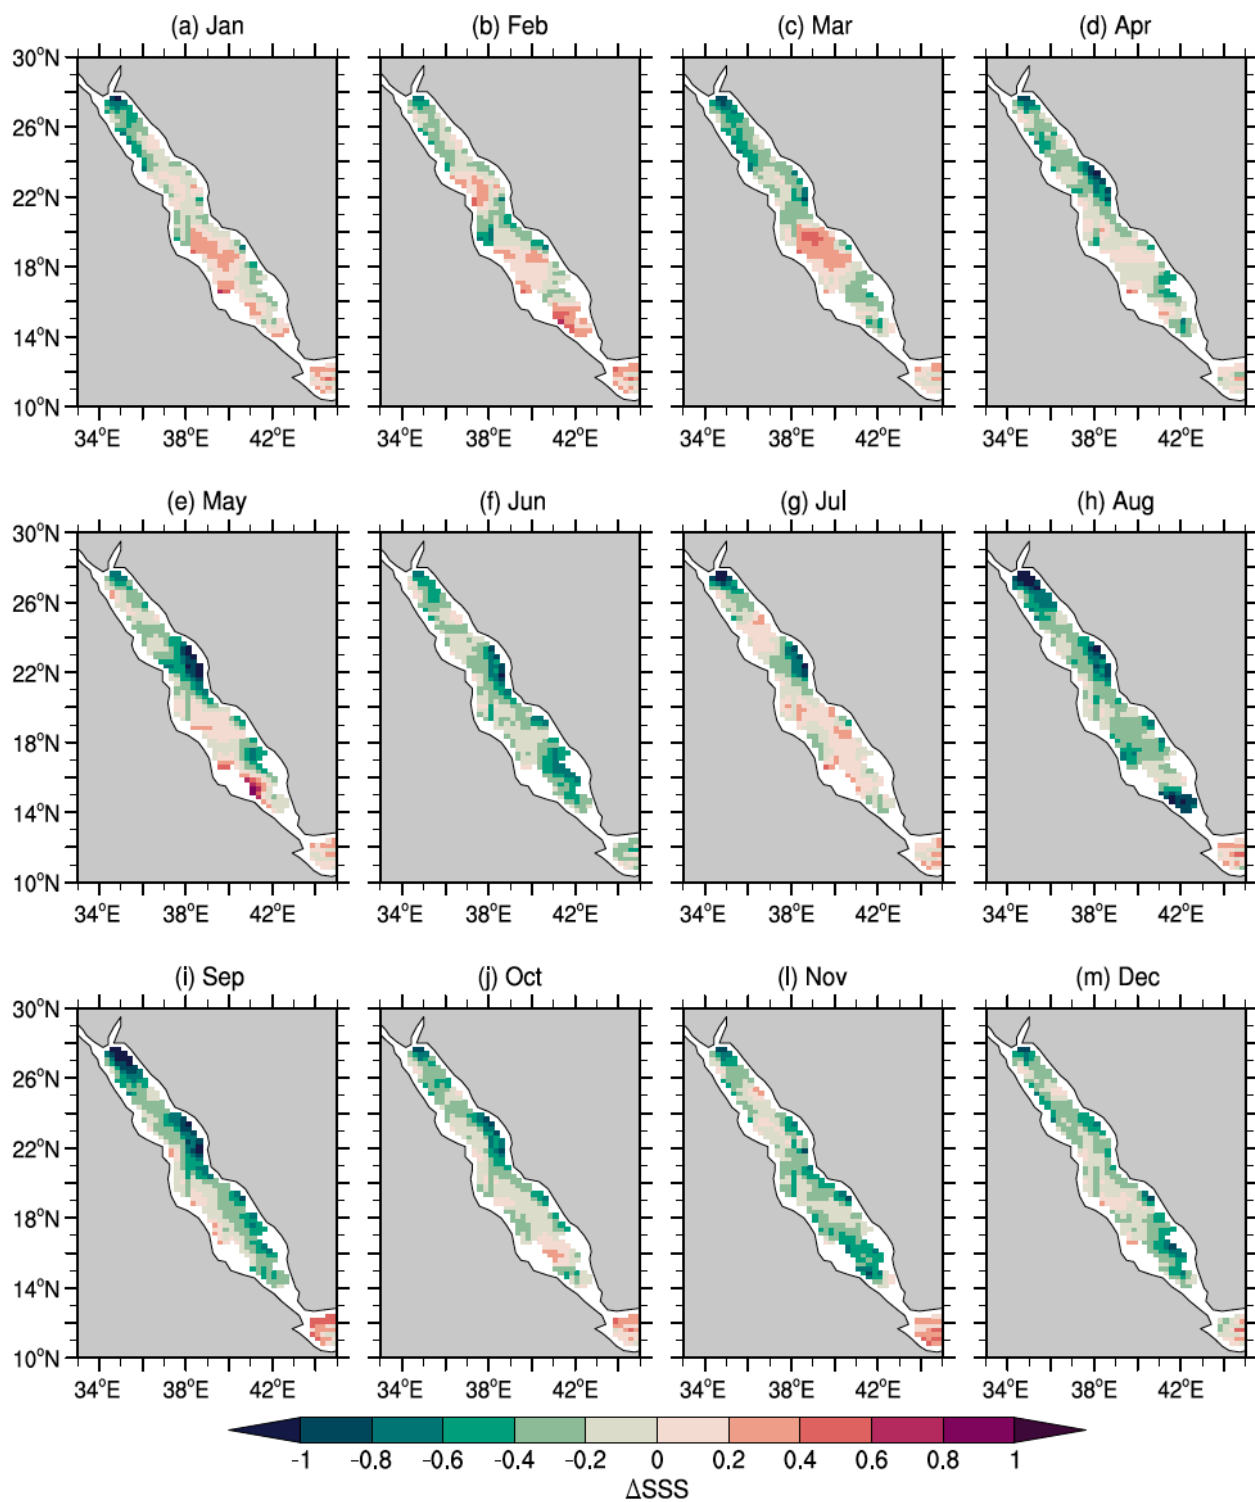 (a) Jan (b) Feb (c) Mar (d) Apr
30°N
26°N
22°N
18°N
14°N
10°N
34°E 38°E 42°E 34°E 38°E 42°E 34°E 38°E 42°E 34°E 38°E 42°E
(e) May (f) Jun (g) Jul (h) Aug
30°N
26°N
22°N
18°N
14°N
10°N
34°E 38°E 42°E 34°E 38°E 42°E 34°E 38°E 42°E 34°E 38°E 42°E
(i) Sep (j) Oct (l) Nov (m) Dec
30°N
26°N
22°N
18°N
14°N
10°N
34°E 38°E 42°E 34°E 38°E 42°E 34°E 38°E 42°E 34°E 38°E 42°E
-1 -0.8 -0.6 -0.4 -0.2 0 0.2 0.4 0.6 0.8 1
ΔSSS